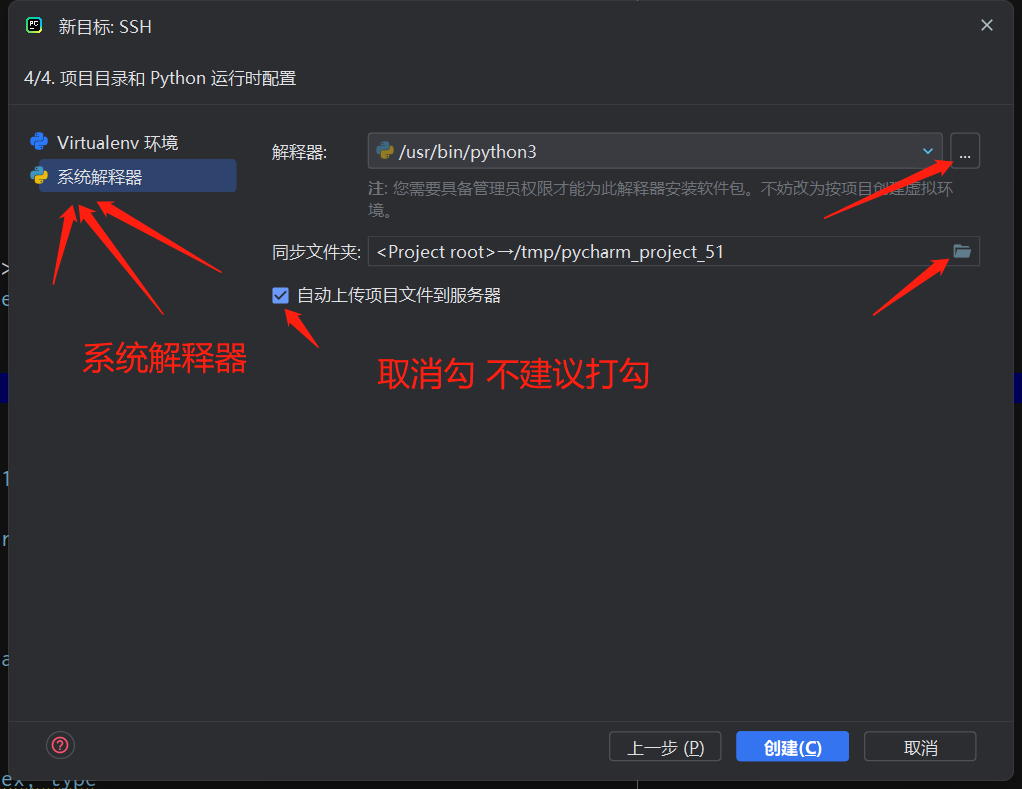 新目标: SSH
4/4. 项目目录和 Python 运行时配置
Virtualenv 环境
系统解释器
解释器:
/usr/bin/python3
...
注: 您需要具备管理员权限才能为此解释器安装软件包。不妨改为按项目创建虚拟环
境。
同步文件夹:
<Project root>→/tmp/pycharm_project_51
自动上传项目文件到服务器
系统解释器
取消勾 不建议打勾
上一步 (P)
创建(C)
取消
ex, type